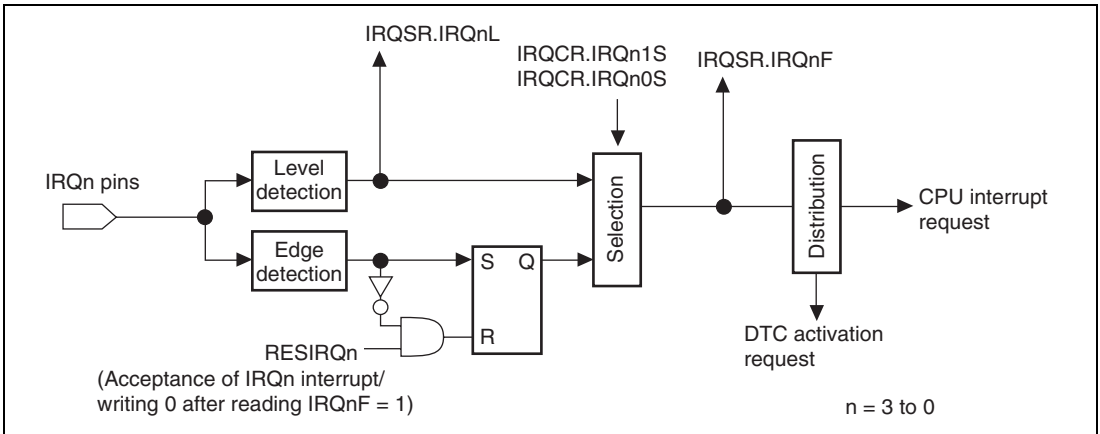 IRQSR.IRQnL
IRQCR.IRQn1S
IRQCR.IRQn0S
IRQSR.IRQnF
IRQn pins
Level
detection
Edge
detection
S Q
R
Selection
Distribution
CPU interrupt
request
DTC activation
request
RESIRQn
(Acceptance of IRQn interrupt/
writing 0 after reading IRQnF = 1)
n = 3 to 0